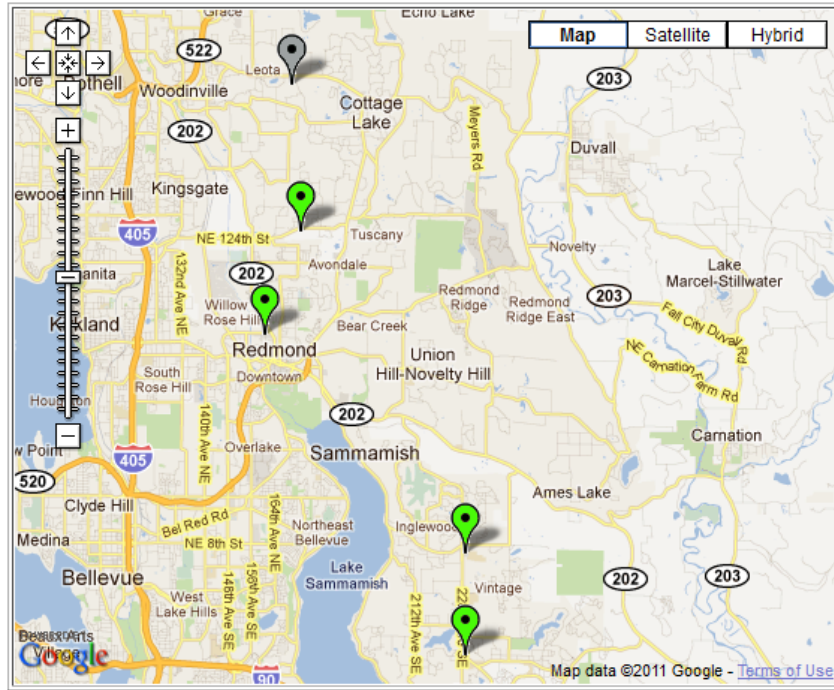 Echo Lake
Grace
522
Map Satellite Hybrid
203
Leota
Woodinville
Cottage
Lake
202
Meyers Rd
Duvall
Finn Hill
Kingsgate
405
NE 124th St
Tuscany
Novelty
132nd Ave NE
Avondale
202
Lake
Marcel-Stillwater
Redmond
Ridge
Redmond
Ridge East
203
Willow
Rose Hill
Fall City Duvall Rd
Kirkland
Bear Creek
Redmond
Union
Hill-Novelty Hill
NE Carnation Farm Rd
South
Rose Hill
Downtown
140th Ave NE
202
Carnation
Overlake
Sammamish
405
520
Ames Lake
Clyde Hill
Bel Red Rd
164th Ave NE
Northeast
Bellevue
Inglewood
Medina
NE 8th St
Bellevue
Lake
Sammamish
202
203
West
Lake Hills
148th Ave SE
156th Ave SE
212th Ave SE
Vintage
SE
Beaux Arts
Village
Google
90
Map data ©2011 Google - Terms of Use